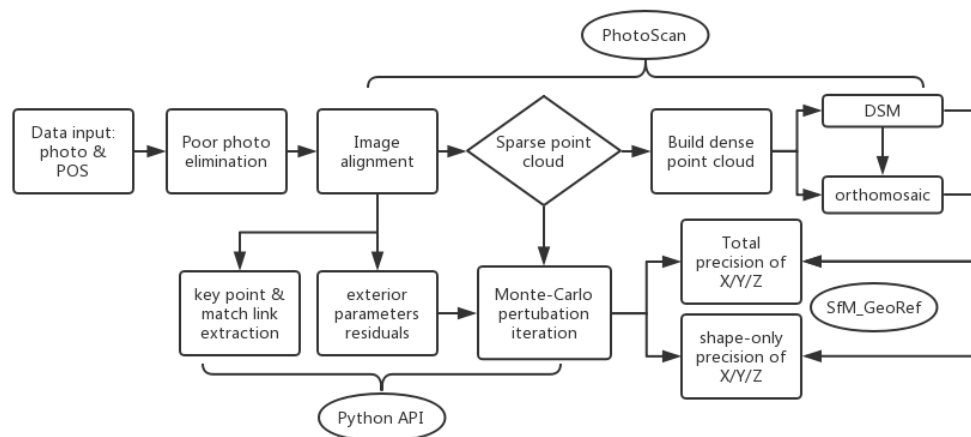 PhotoScan
Data input:
photo &
POS
Poor photo
elimination
Image
alignment
Sparse point
cloud
Build dense
point cloud
DSM
orthomosaic
key point &
match link
extraction
exterior
parameters
residuals
Monte-Carlo
pertubation
iteration
Total
precision of
X/Y/Z
SfM_GeoRef
shape-only
precision of
X/Y/Z
Python API